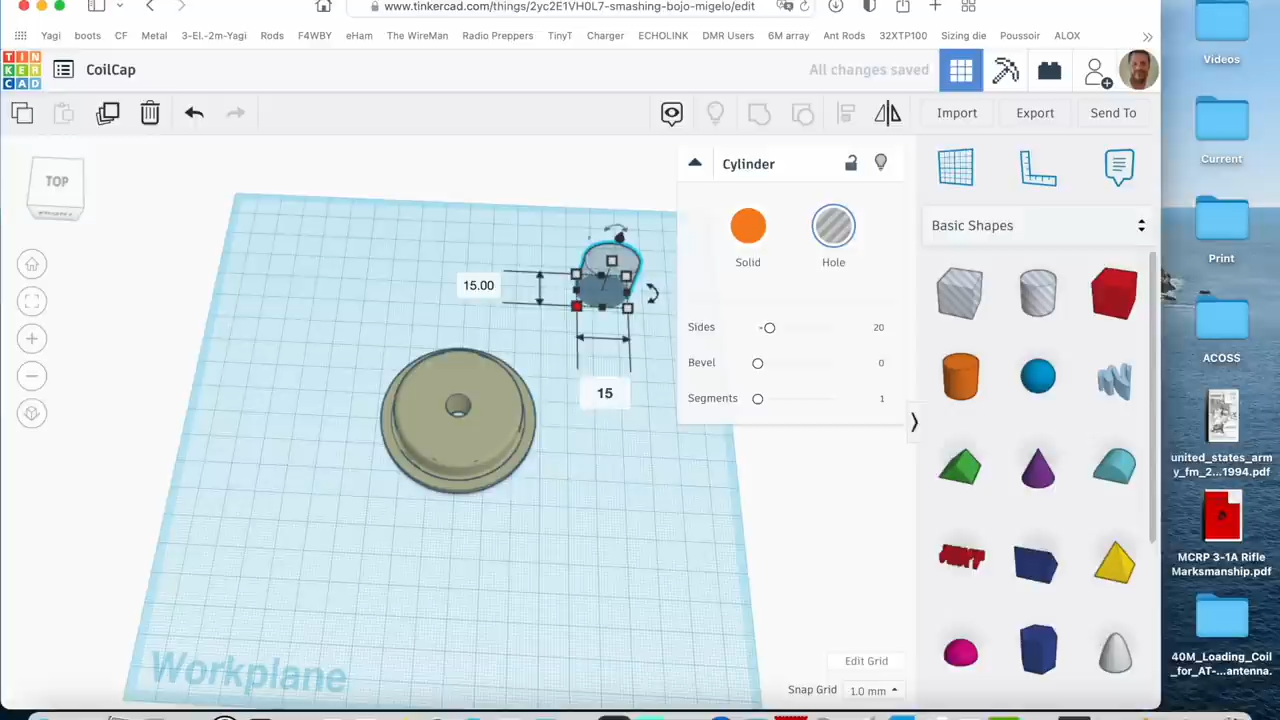 www.tinkercad.com/things/2yc2E1VH0L7-smashing-bojo-migelo/edit
Yagi boots CF Metal 3-El.-2m-Yagi Rods F4WBY eHam The WireMan Radio Preppers TinyT Charger ECHOLINK DMR Users 6M array Ant Rods 32XTP100 Sizing die Poussoir ALOX
TIN
KER
CAD
CoilCap
All changes saved
Import
Export
Send To
TOP
Cylinder
Solid
Hole
Sides
20
Bevel
0
Segments
1
15.00
15
Basic Shapes
Workplane
Edit Grid
Snap Grid
1.0 mm
Videos
Current
Print
ACOSS
united_states_arm
y_fm_2...1994.pdf
MCRP 3-1A Rifle
Marksmanship.pdf
40M_Loading_Coil
_for_AT-...antenna.